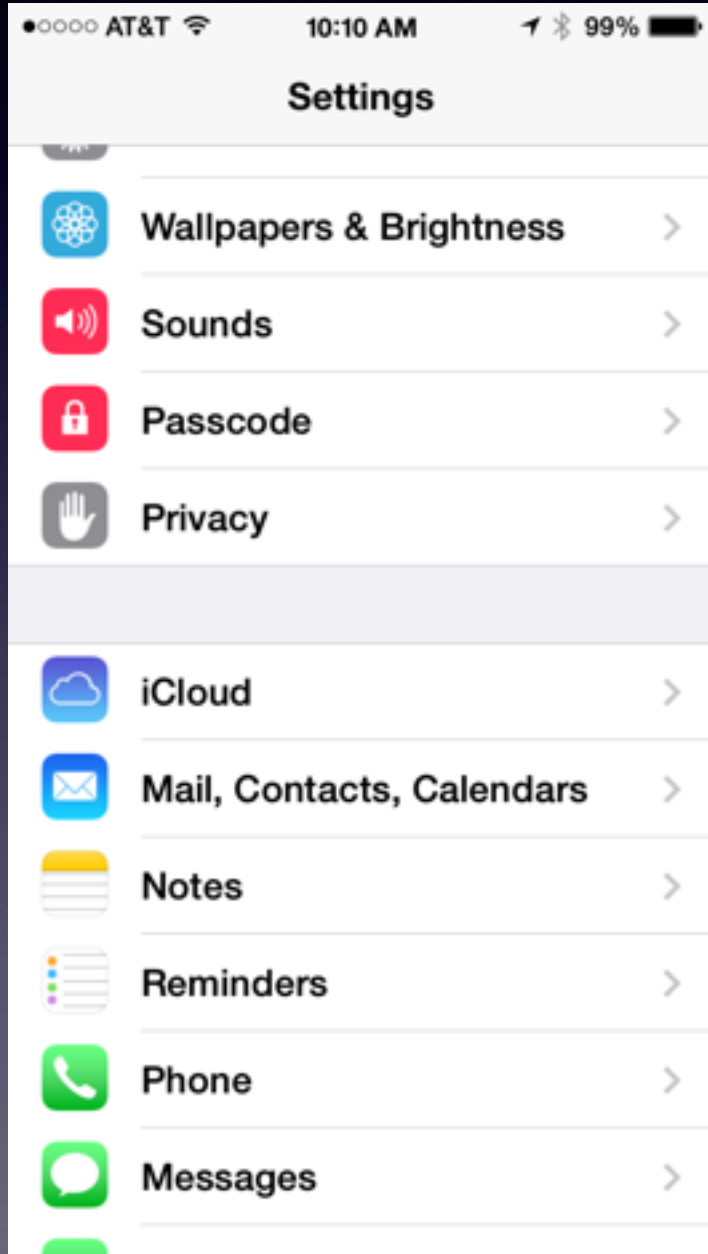 AT&T 10:10 AM 99%
Settings
Wallpapers & Brightness
Sounds
Passcode
Privacy
iCloud
Mail, Contacts, Calendars
Notes
Reminders
Phone
Messages